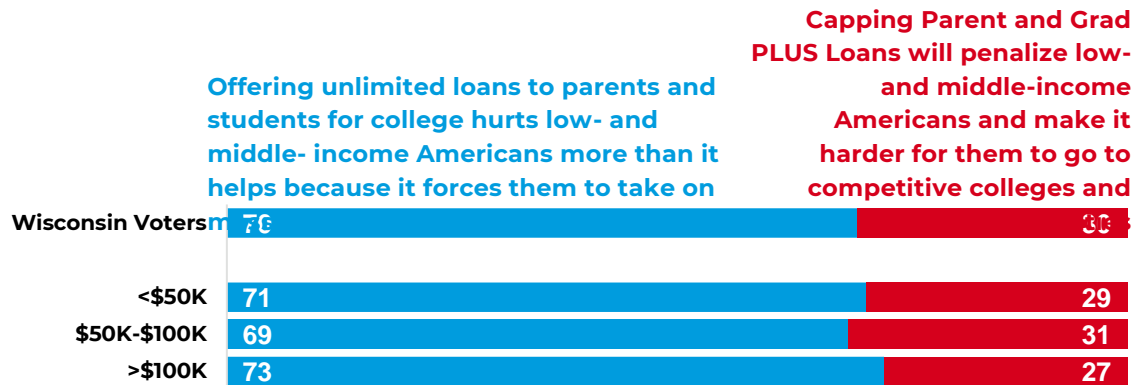 Capping Parent and Grad
PLUS Loans will penalize low-
and middle-income
Americans and make it
harder for them to go to
competitive colleges and
Offering unlimited loans to parents and
students for college hurts low- and
middle- income Americans more than it
helps because it forces them to take on
Wisconsin Voters 70 30
<$50K 71 29
$50K-$100K 69 31
>$100K 73 27